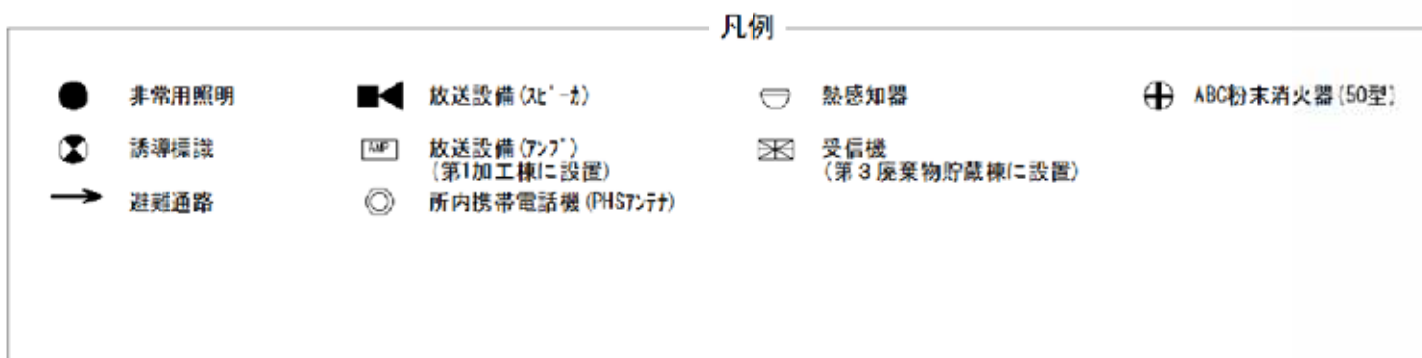 凡例
非常用照明
誘導標識
避難通路
放送設備(ｽﾋﾟｰｶ)
AMP
放送設備(ｱﾝﾌﾟ)
(第1加工棟に設置)
所内携帯電話機(PHSｱﾝﾃﾅ)
熱感知器
受信機
(第３廃棄物貯蔵棟に設置)
ABC粉末消火器(50型)